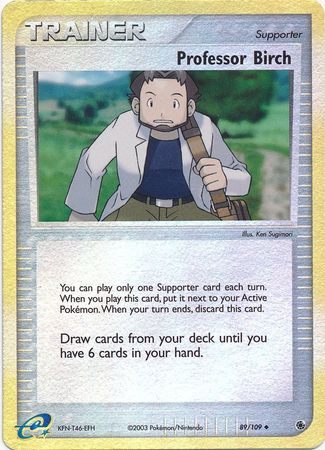 TRAINER
Supporter
Professor Birch
Illus. Ken Sugimori
You can play only one Supporter card each turn.
When you play this card, put it next to your Active
Pokémon. When your turn ends, discard this card.
Draw cards from your deck until you
have 6 cards in your hand.
e
KFN-T46-EFH
©2003 Pokémon/Nintendo
89/109 ◆